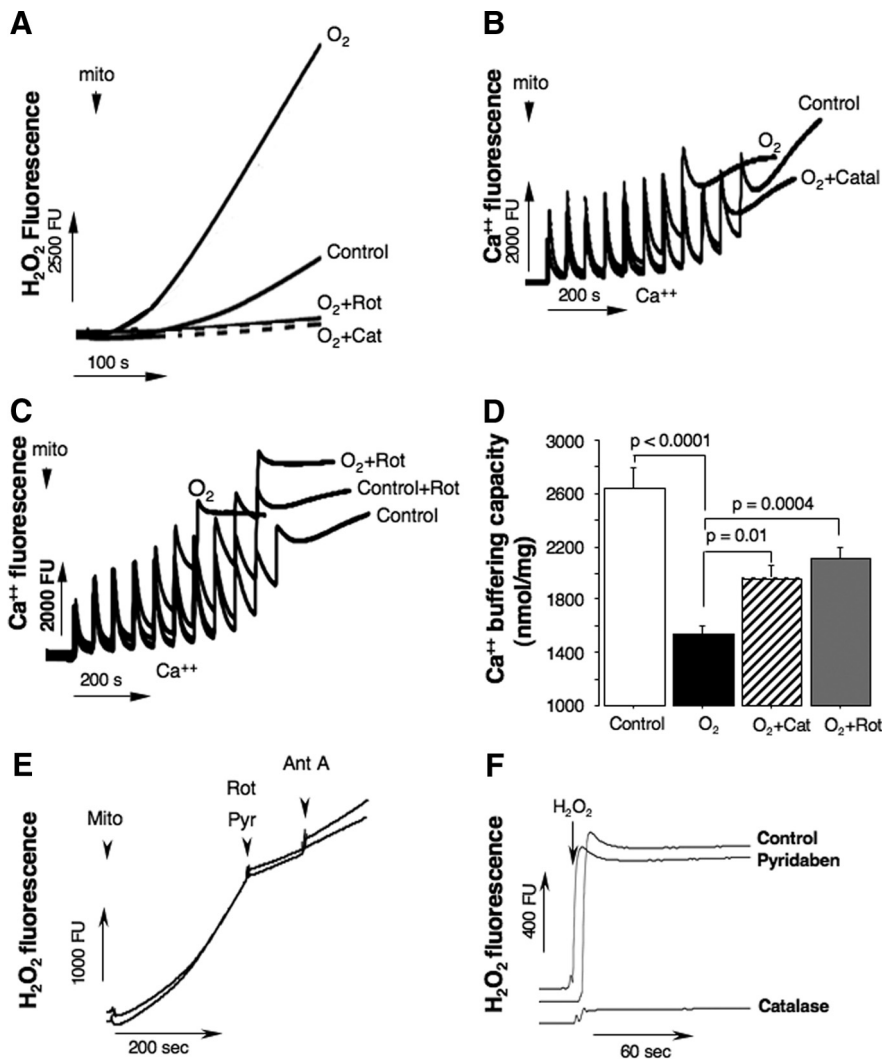 A
O₂
mito
H₂O₂ Fluorescence
2500 FU
Control
O₂+Rot
O₂+Cat
100 s
B
mito
Control
O₂
O₂+Catal
Ca⁺⁺ fluorescence
2000 FU
200 s
Ca⁺⁺
C
mito
O₂
O₂+Rot
Control+Rot
Control
Ca⁺⁺ fluorescence
2000 FU
Ca⁺⁺
200 s
D
Ca⁺⁺ buffering capacity
(nmol/mg)
3000
2600
2200
1800
1400
1000
p < 0.0001
p = 0.0004
p = 0.01
Control
O₂
O₂+Cat
O₂+Rot
E
Ant A
Rot
Mito
Pyr
H₂O₂ fluorescence
1000 FU
200 sec
F
H₂O₂
Control
Pyridaben
H₂O₂ fluorescence
400 FU
Catalase
60 sec